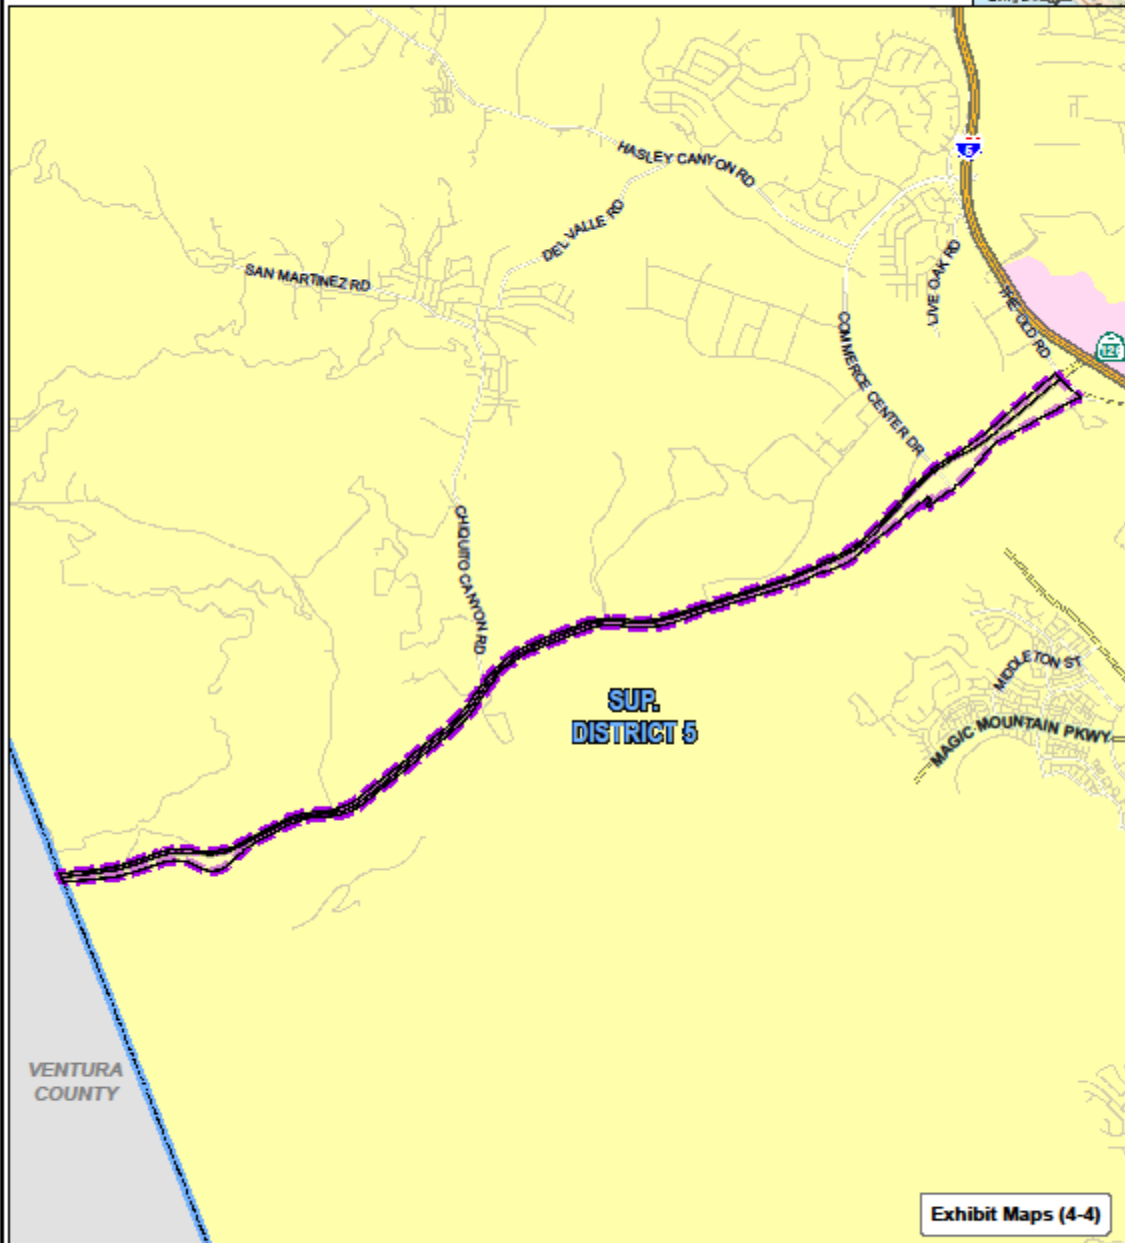 HASLEY CANYON RD
5
DEL VALLE RD
SAN MARTINEZ RD
LIVE OAK RD
THE OLD RD
COMMERCE CENTER DR
CHIQUITO CANYON RD
MIDDLETON ST
SUP.
DISTRICT 5
MAGIC MOUNTAIN PKWY
VENTURA
COUNTY
Exhibit Maps (4-4)